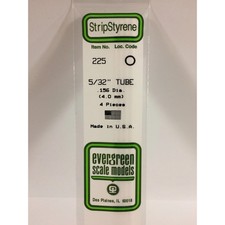 StripStyrene
Item No. Loc. Code
225
5/32" TUBE
.156 Dia.
(4.0 mm)
4 Pieces
Made in U.S.A.
evergreen
scale models
Des Plaines, IL 60018